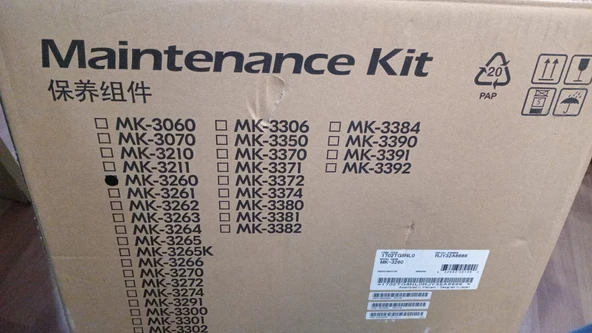 Maintenance Kit
保养组件
20
PAP
MK-3060
MK-3070
MK-3210
MK-3211
MK-3260
MK-3261
MK-3262
MK-3263
MK-3264
MK-3265
MK-3265K
MK-3266
MK-3270
MK-3272
MK-3274
MK-3291
MK-3300
MK-3301
MK-3302
MK-3306
MK-3350
MK-3370
MK-3371
MK-3372
MK-3374
MK-3380
MK-3381
MK-3382
MK-3384
MK-3390
MK-3391
MK-3392
MK-3260